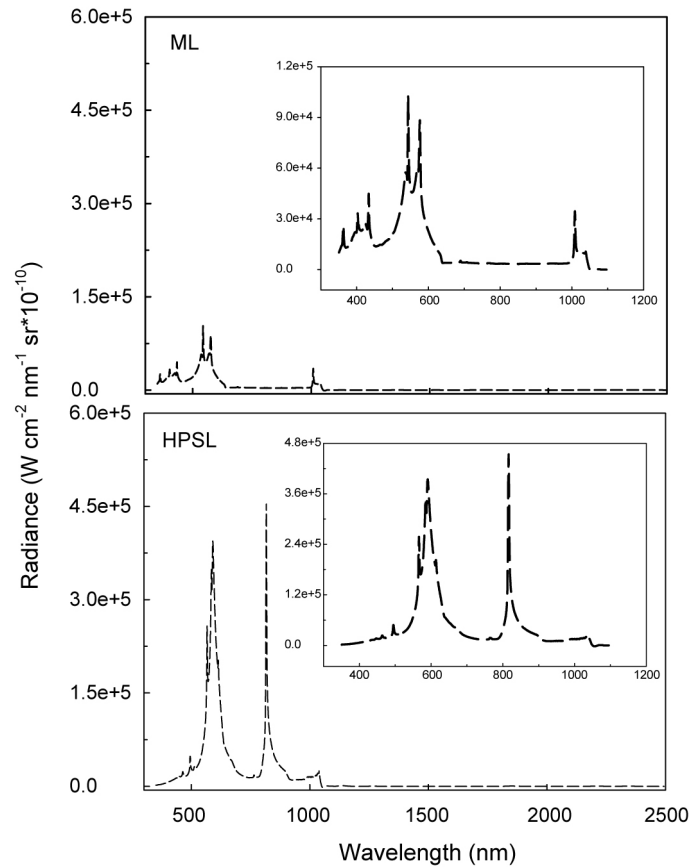 6.0e+5
ML
1.2e+5
4.5e+5
9.0e+4
6.0e+4
3.0e+5
3.0e+4
0.0
1.5e+5
400 600 800 1000 1200
0.0
6.0e+5
HPSL
4.8e+5
4.5e+5
3.6e+5
2.4e+5
3.0e+5
1.2e+5
0.0
1.5e+5
400 600 800 1000 1200
0.0
500 1000 1500 2000 2500
Wavelength (nm)
Radiance (W cm⁻² nm⁻¹ sr*10⁻¹⁰)